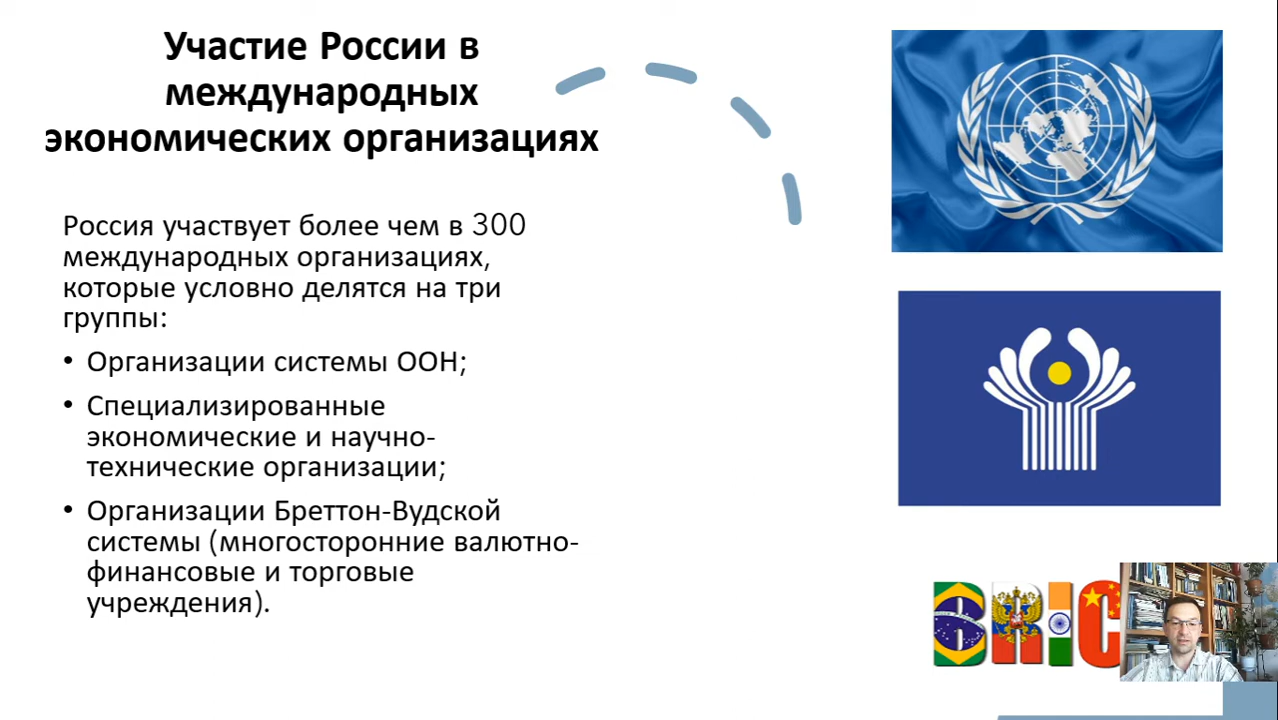 Участие России в
международных
экономических организациях
Россия участвует более чем в 300
международных организациях,
которые условно делятся на три
группы:
• Организации системы ООН;
• Специализированные
экономические и научно-
технические организации;
• Организации Бреттон-Вудской
системы (многосторонние валютно-
финансовые и торговые
учреждения).
BRIC